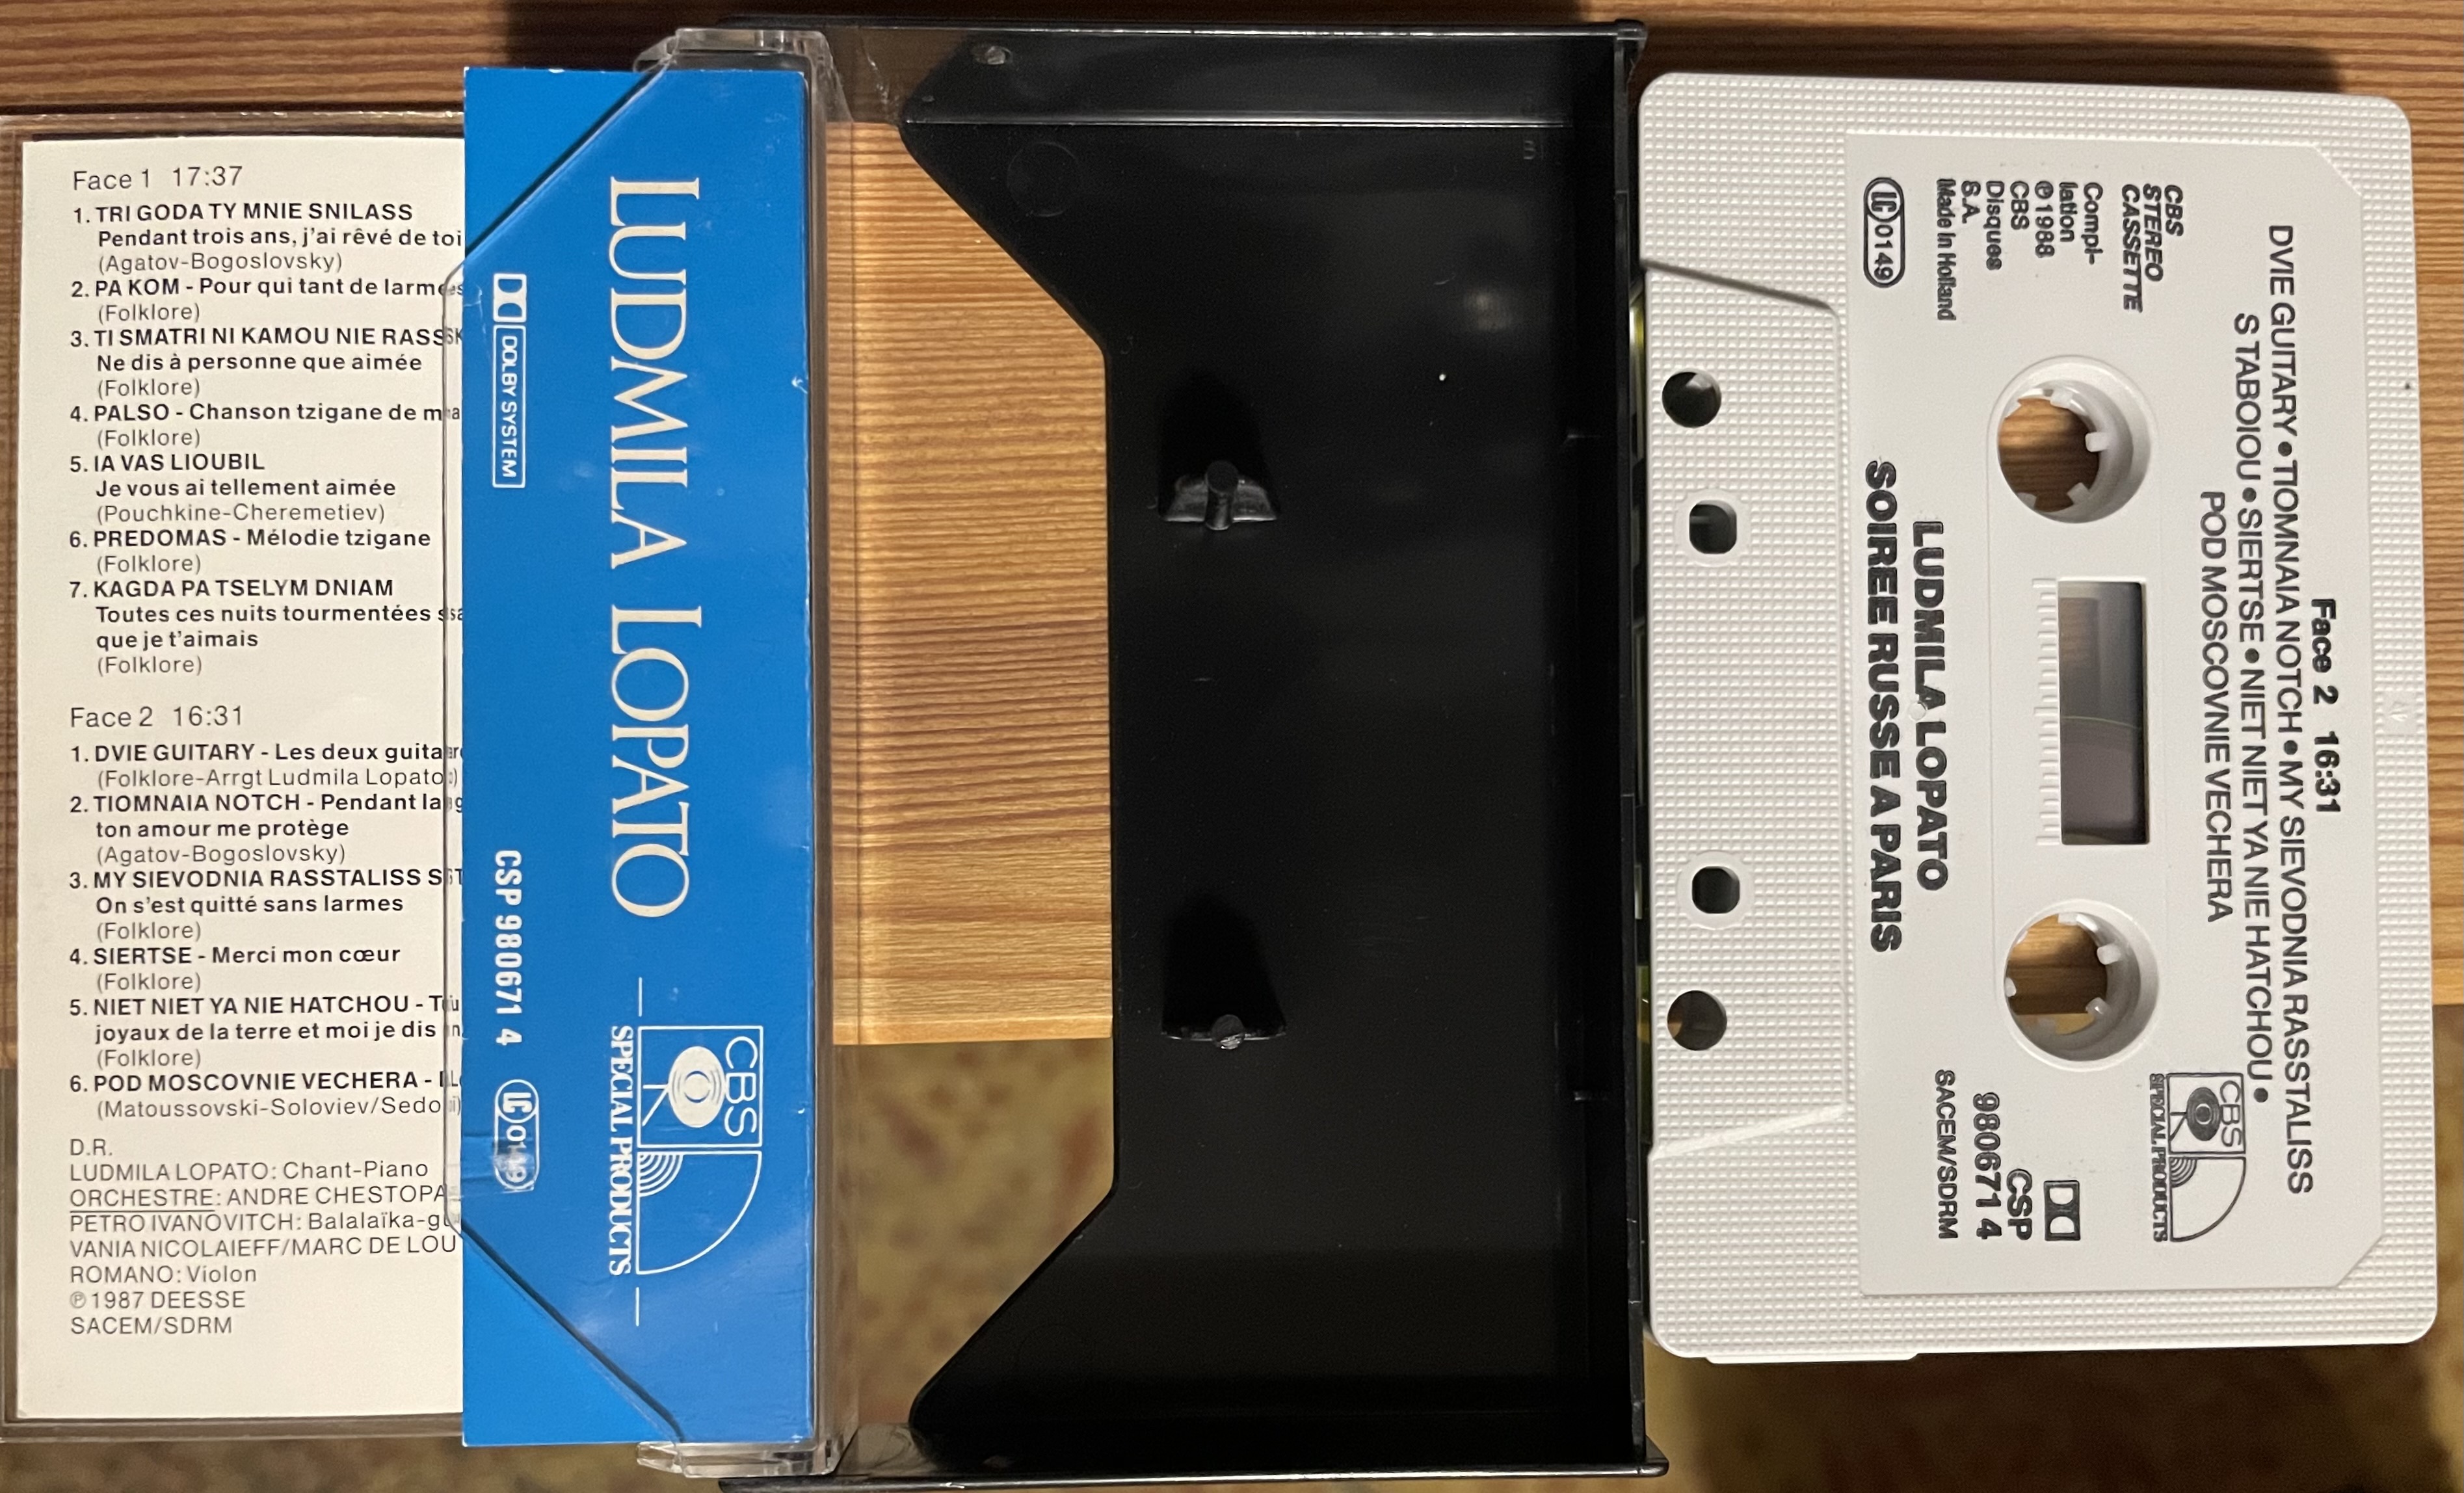 Face 1 17:37
1. TRI GODA TY MNIE SNILASS
Pendant trois ans, j'ai rêvé de toi
(Agatov-Bogoslovsky)
2. PA KOM - Pour qui tant de larmes
(Folklore)
3. TI SMATRI NI KAMOU NIE
Ne dis à personne que aimée
(Folklore)
4. PALSO - Chanson tzigane de
(Folklore)
5. IA VAS LIOUBIL
Je vous ai tellement aimée
(Pouchkine-Cheremetiev)
6. PREDOMAS - Mélodie tzigane
(Folklore)
7. KAGDA PA TSELYM DNIAM
Toutes ces nuits tourmentées
que je t'aimais
(Folklore)
Face 2 16:31
1. DVIE GUITARY - Les deux
(Folklore-Arrgt Ludmila Lopato)
2. TIOMNAIA NOTCH - Pendant
ton amour me protège
(Agatov-Bogoslovsky)
3. MY SIEVODNIA RASSTALISS
On s'est quitté sans larmes
(Folklore)
4. SIERTSE - Merci mon cœur
(Folklore)
5. NIET NIET YA NIE HATCHOU -
joyaux de la terre et moi je dis
(Folklore)
6. POD MOSCOVNIE VECHERA -
(Matoussovski-Soloviev/Sedoi)
D.R.
LUDMILA LOPATO: Chant-Piano
ORCHESTRE: ANDRE
PETRO IVANOVITCH:
VANIA NICOLAIEFF/MARC DE
ROMANO: Violon
℗ 1987 DEESSE
SACEM/SDRM
LUDMILA LOPATO
CBS
SPECIAL PRODUCTS
DOLBY SYSTEM
CSP 980671 4
LC 0149
Face 2 16:31
DVIE GUITARY • TIOMNAIA NOTCH • MY SIEVODNIA RASSTALISS
S TABOIOU • SIERTSE • NIET NIET YA NIE HATCHOU •
POD MOSCOVNIE VECHERA
CBS
STEREO
CASSETTE
Compi-
lation
℗ 1988
CBS
Disques
S.A.
Made in Holland
LC 0149
CBS
SPECIAL PRODUCTS
CSP
980671 4
SACEM/SDRM
LUDMILA LOPATO
SOIREE RUSSE A PARIS